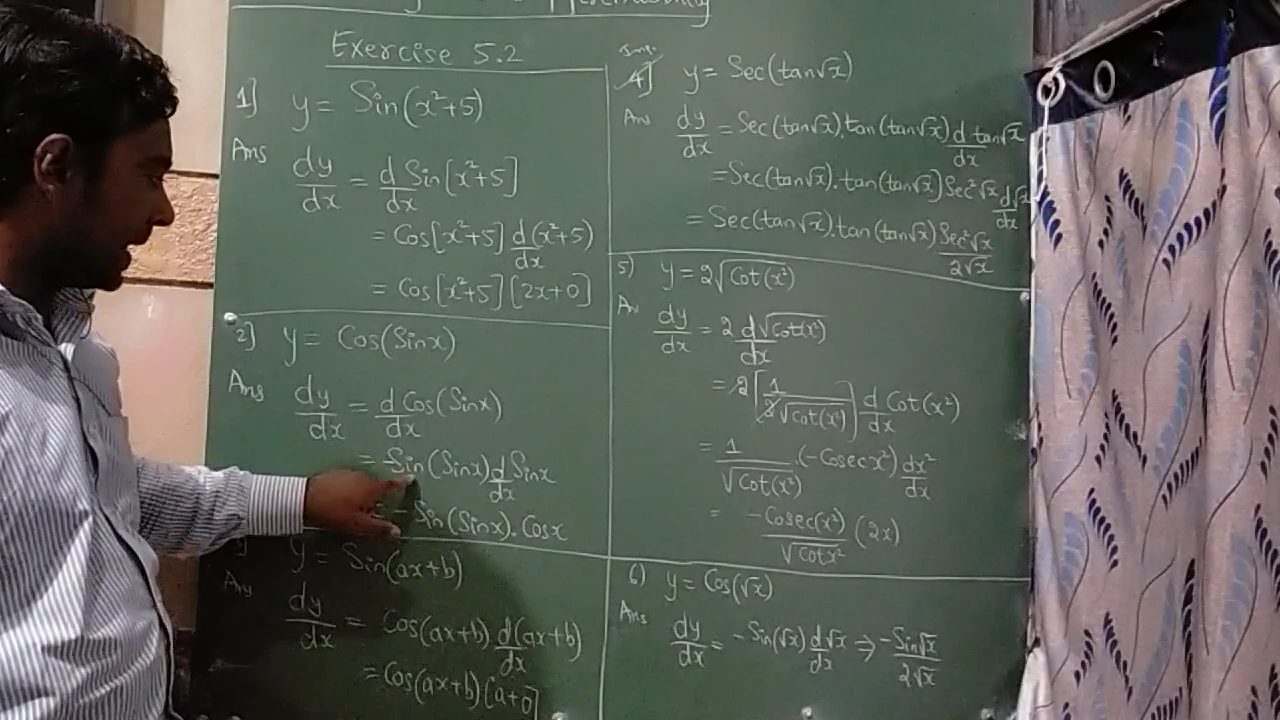 Exercise 5.2
1] y = Sin(x²+5)
Ans dy/dx = d/dx Sin[x²+5]
= Cos[x²+5] d/dx (x²+5)
= Cos[x²+5] [2x+0]
2] y = Cos(Sinx)
Ans dy/dx = d/dx Cos(Sinx)
= -Sin(Sinx) d/dx Sinx
= -Sin(Sinx).Cosx
y = Sin(ax+b)
Ans dy/dx = Cos(ax+b) d/dx (ax+b)
= Cos(ax+b)[a+0]
4] y = Sec(tan√x)
Ans dy/dx = Sec(tan√x).tan(tan√x) d/dx tan√x
= Sec(tan√x).tan(tan√x) Sec²√x d√x/dx
= Sec(tan√x).tan(tan√x) Sec²√x/2√x
5) y = 2√Cot(x²)
An dy/dx = 2 d/dx √Cot(x²)
= 2[1/2√Cot(x²)] d/dx Cot(x²)
= 1/√Cot(x²) .(-Cosecx²) dx²/dx
= -Cosec(x²)/√Cotx² (2x)
6) y = Cos(√x)
Ans dy/dx = -Sin(√x) d√x/dx ⇒ -Sin√x/2√x